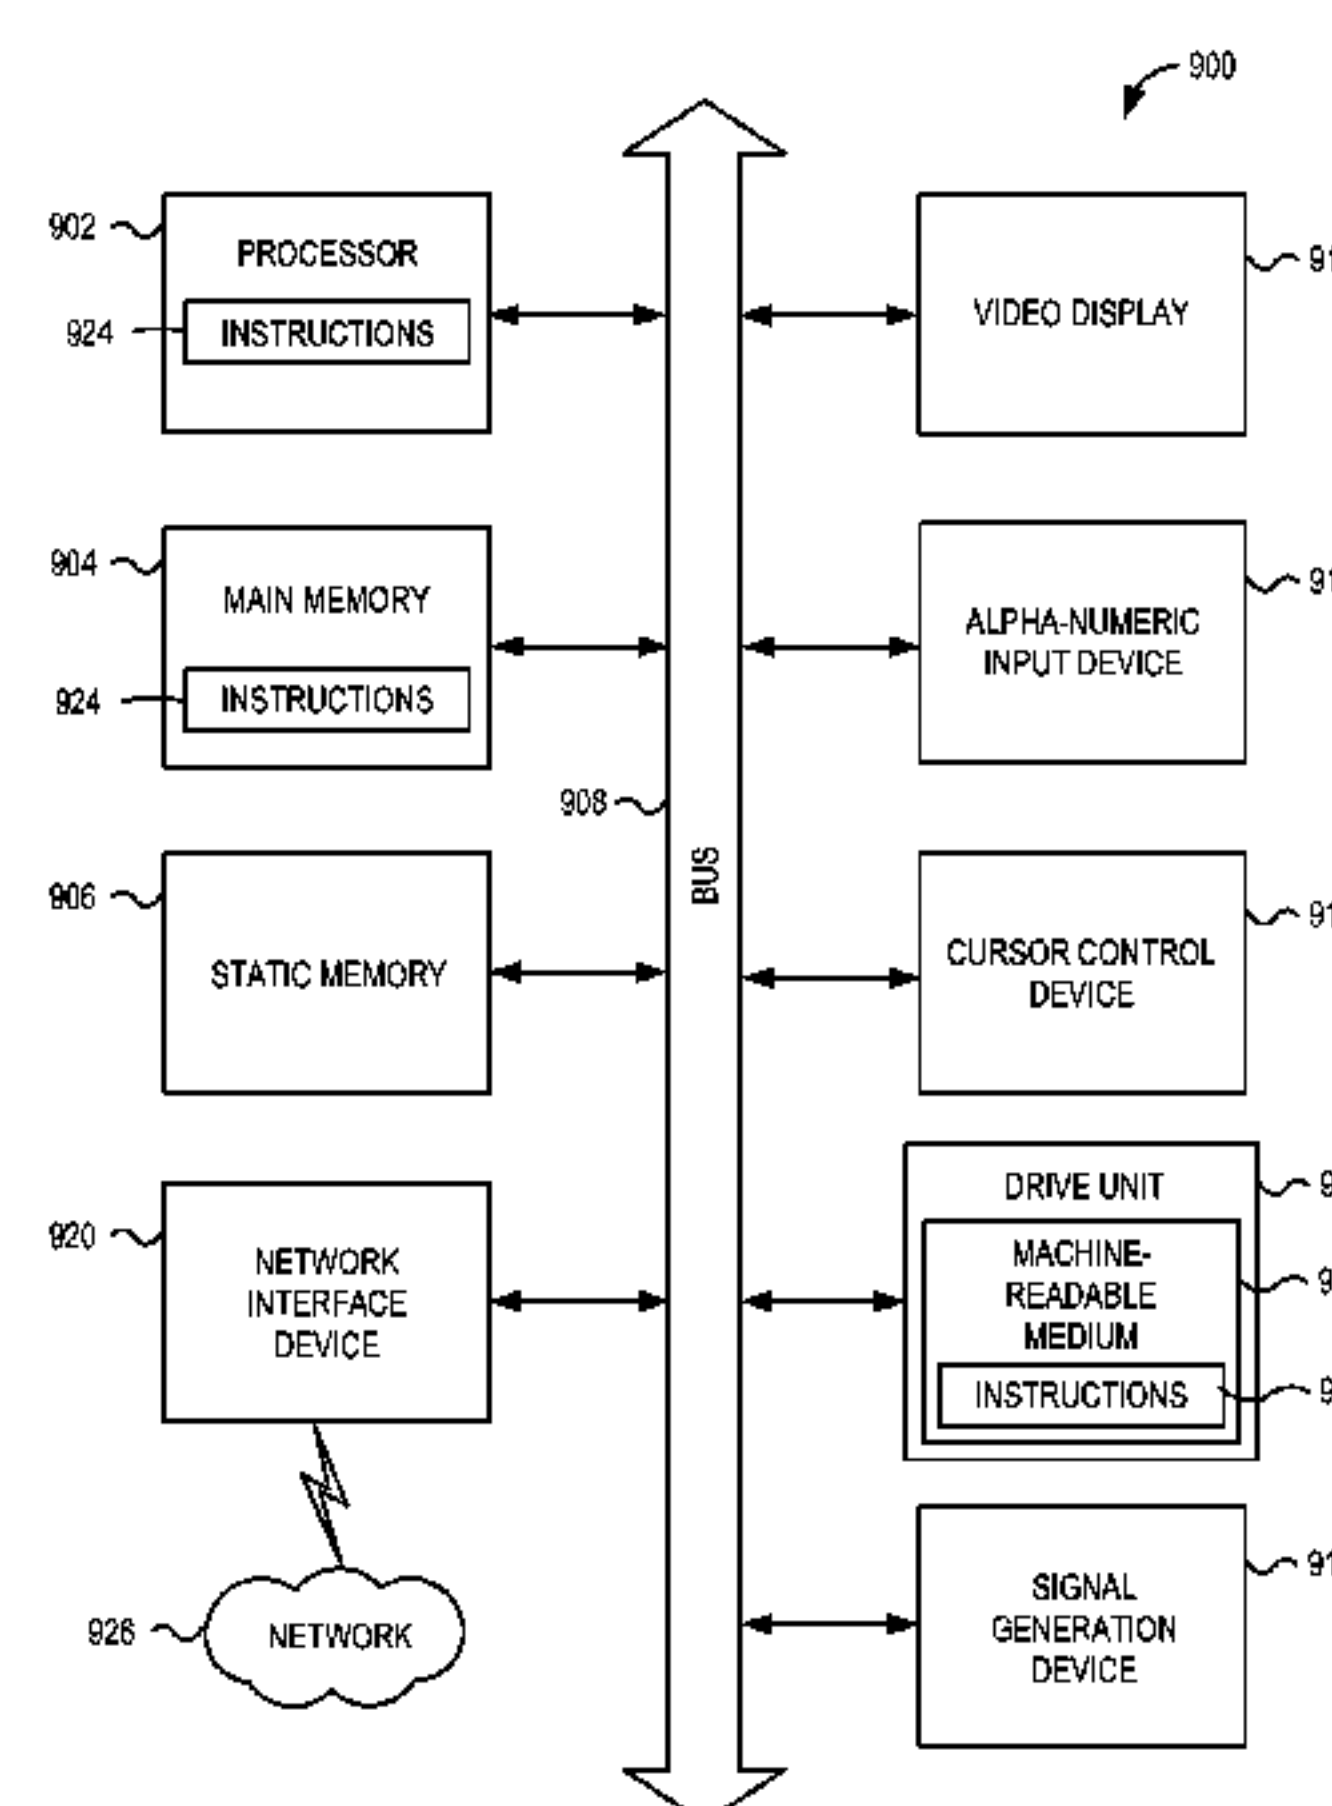 900
902
PROCESSOR
924
INSTRUCTIONS
VIDEO DISPLAY
904
MAIN MEMORY
924
INSTRUCTIONS
ALPHA-NUMERIC
INPUT DEVICE
908
BUS
906
STATIC MEMORY
CURSOR CONTROL
DEVICE
920
NETWORK
INTERFACE
DEVICE
DRIVE UNIT
MACHINE-
READABLE
MEDIUM
INSTRUCTIONS
926
NETWORK
SIGNAL
GENERATION
DEVICE